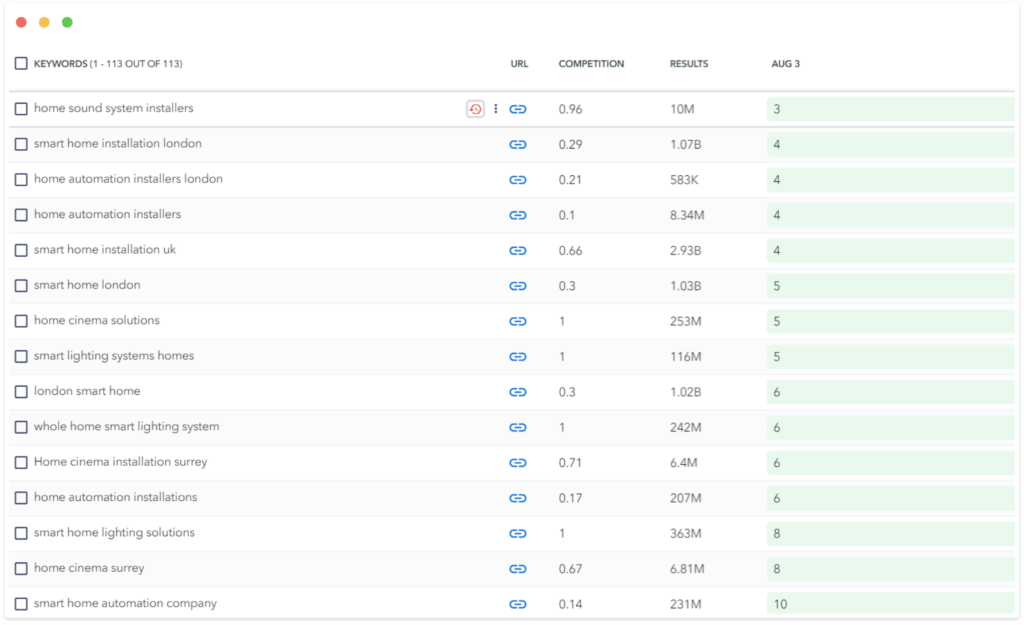 KEYWORDS (1 - 113 OUT OF 113) URL COMPETITION RESULTS AUG 3
home sound system installers 0.96 10M 3
smart home installation london 0.29 1.07B 4
home automation installers london 0.21 583K 4
home automation installers 0.1 8.34M 4
smart home installation uk 0.66 2.93B 4
smart home london 0.3 1.03B 5
home cinema solutions 1 253M 5
smart lighting systems homes 1 116M 5
london smart home 0.3 1.02B 6
whole home smart lighting system 1 242M 6
Home cinema installation surrey 0.71 6.4M 6
home automation installations 0.17 207M 6
smart home lighting solutions 1 363M 8
home cinema surrey 0.67 6.81M 8
smart home automation company 0.14 231M 10